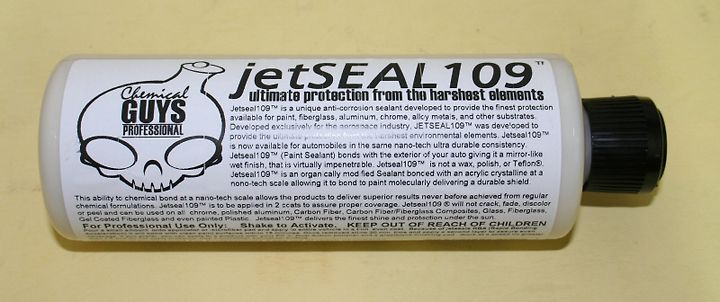 Chemical
GUYS
PROFESSIONAL
jetSEAL109™
ultimate protection from the harshest elements
Jetseal109™ is a unique anti-corrosion sealant developed to provide the finest protection
available for paint, fiberglass, aluminum, chrome, alloy metals, and other substrates.
Developed exclusively for the aerospace industry, JETSEAL109™ was developed to
provide the ultimate protection from the harshest environmental elements. Jetseal109™
is now available for automobiles in the same nano-tech ultra durable consistency.
Jetseal109™ (Paint Sealant) bonds with the exterior of your auto giving it a mirror-like
wet finish, that is virtually impenetrable. Jetseal109™ is not a wax, polish, or Teflon®.
Jetseal109™ is an organically modified Sealant bonced with an acrylic crystalline at a
nano-tech scale allowing it to bond to paint molecularly delivering a durable shield.
This ability to chemical bond at a nano-tech scale allows the products to deliver superior results never before achieved from regular
chemical formulations. Jetseal109™ is to be applied in 2 coats to assure proper coverage. Jetseal109 ® will not crack, fade, discolor
or peel and can be used on all chrome, polished aluminum, Carbon Fiber, Carbon Fiber/Fiberglass Composites, Glass, Fiberglass,
Gel Coated Fiberglass and even painted Plastic. Jetseal109™ delivers the finest shine and protection under the sun.
For Professional Use Only. Shake to Activate. KEEP OUT OF REACH OF CHILDREN